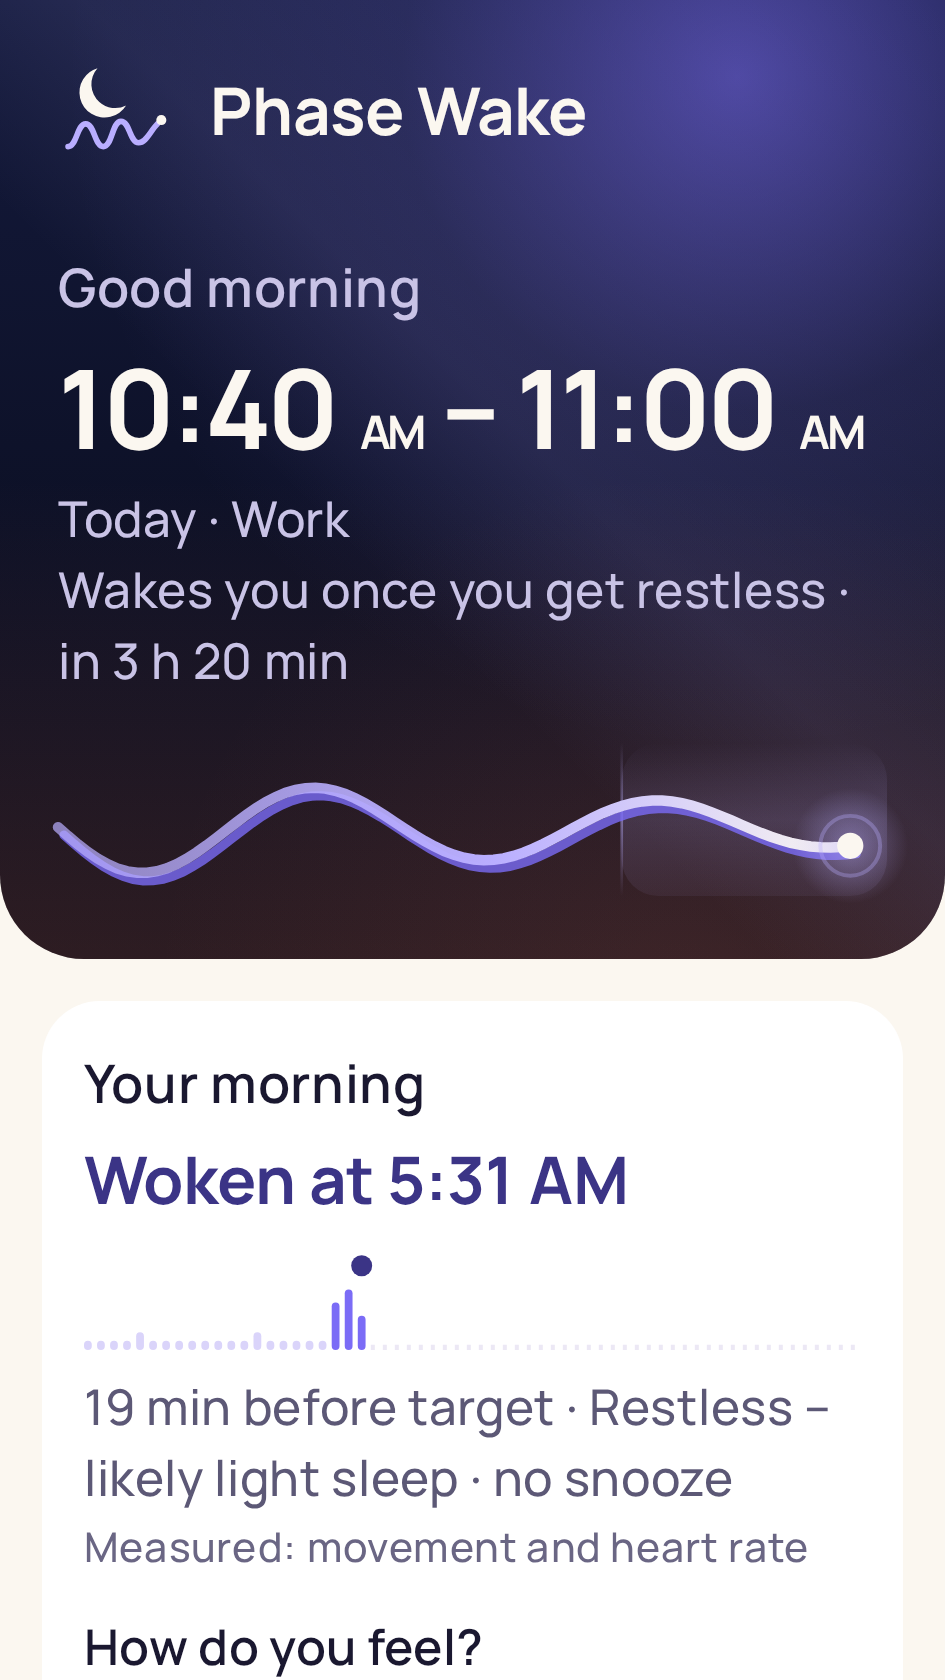 Phase Wake
Good morning
10:40 AM – 11:00 AM
Today · Work
Wakes you once you get restless ·
in 3 h 20 min
Your morning
Woken at 5:31 AM
19 min before target · Restless –
likely light sleep · no snooze
Measured: movement and heart rate
How do you feel?